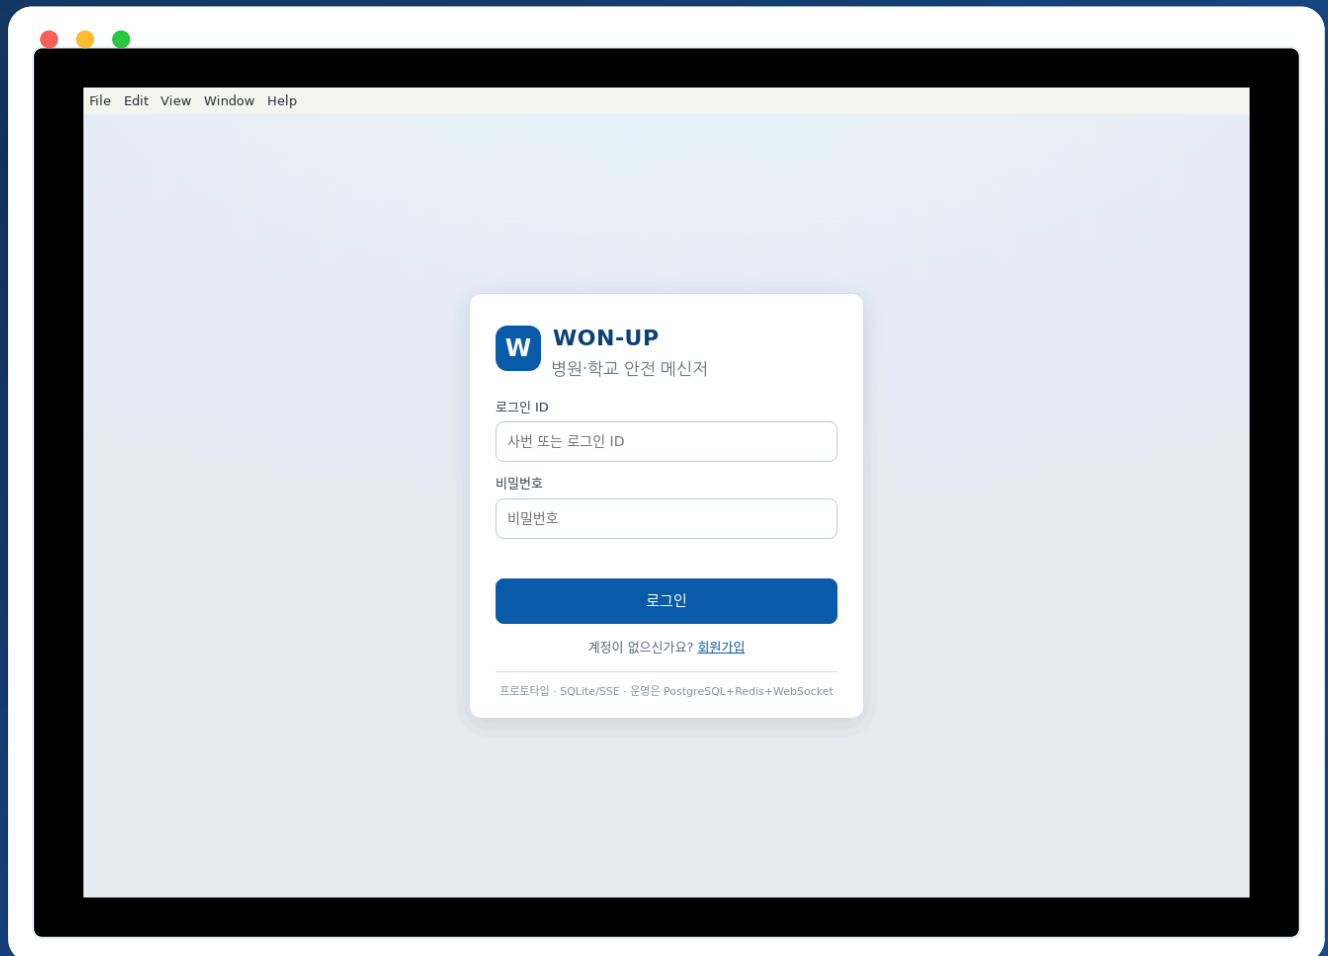 File Edit View Window Help
W
WON-UP
병원·학교 안전 메신저
로그인 ID
사번 또는 로그인 ID
비밀번호
비밀번호
로그인
계정이 없으신가요? 회원가입
프로토타입 · SQLite/SSE · 운영은 PostgreSQL+Redis+WebSocket